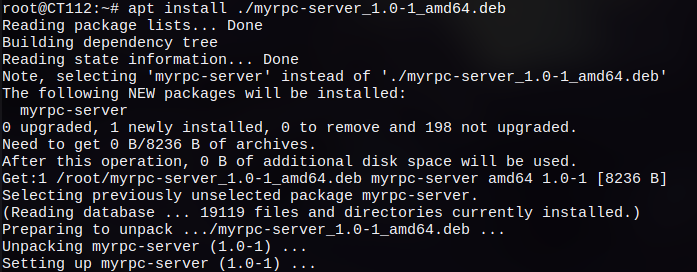 root@CT112:~# apt install ./myrpc-server_1.0-1_amd64.deb
Reading package lists... Done
Building dependency tree
Reading state information... Done
Note, selecting 'myrpc-server' instead of './myrpc-server_1.0-1_amd64.deb'
The following NEW packages will be installed:
  myrpc-server
0 upgraded, 1 newly installed, 0 to remove and 198 not upgraded.
Need to get 0 B/8236 B of archives.
After this operation, 0 B of additional disk space will be used.
Get:1 /root/myrpc-server_1.0-1_amd64.deb myrpc-server amd64 1.0-1 [8236 B]
Selecting previously unselected package myrpc-server.
(Reading database ... 19119 files and directories currently installed.)
Preparing to unpack .../myrpc-server_1.0-1_amd64.deb ...
Unpacking myrpc-server (1.0-1) ...
Setting up myrpc-server (1.0-1) ...